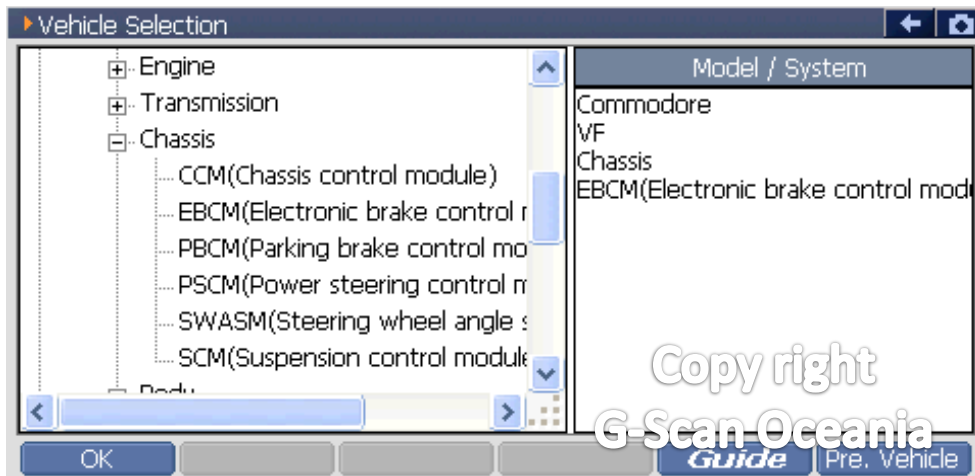 Vehicle Selection
Engine
Transmission
Chassis
CCM(Chassis control module)
EBCM(Electronic brake control
PBCM(Parking brake control mo
PSCM(Power steering control
SWASM(Steering wheel angle
SCM(Suspension control module
Body
Model / System
Commodore
VF
Chassis
EBCM(Electronic brake control mod
Copy right
G-Scan Oceania
OK
Guide
Pre. Vehicle